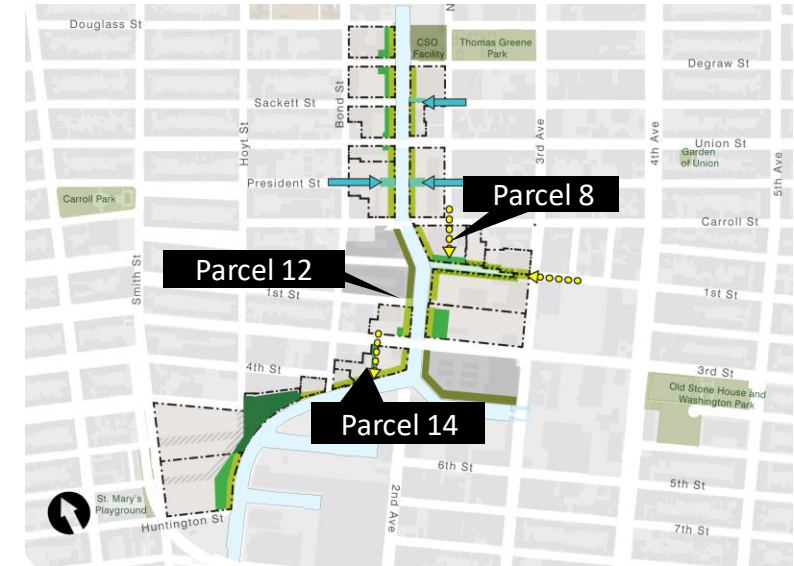 Douglass St
N
CSO
Facility
Thomas Greene
Park
Degraw St
Sackett St
Bond St
Hoyt St
3rd Ave
4th Ave
Union St
Garden
of Union
5th Ave
President St
Parcel 8
Carroll Park
Carroll St
Parcel 12
Smith St
1st St
1st St
4th St
3rd St
Old Stone House and
Washington Park
Parcel 14
6th St
5th St
St. Mary's
Playground
2nd Ave
Huntington St
7th St